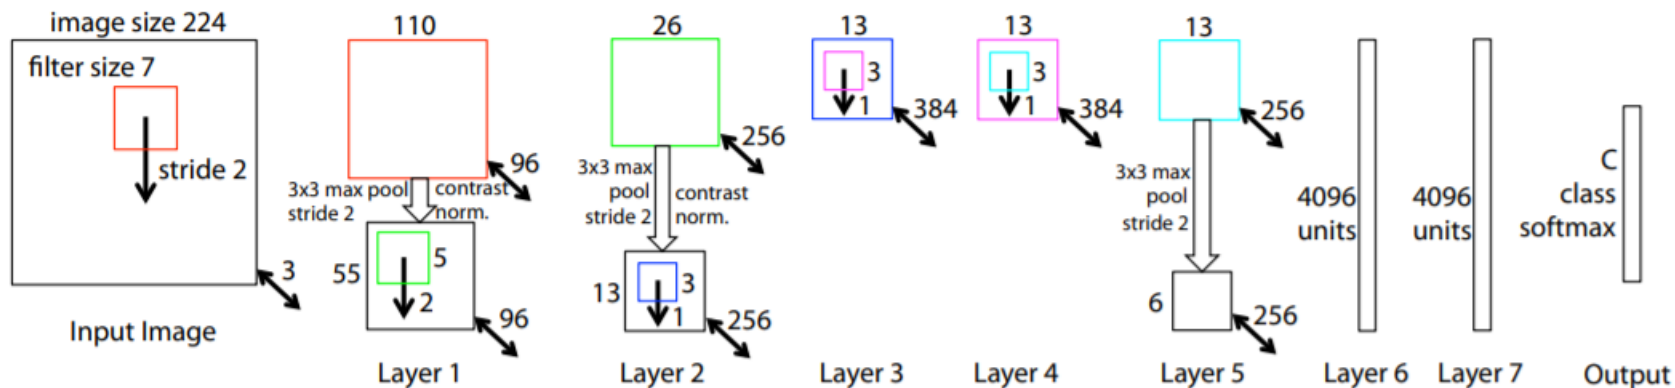 image size 224
filter size 7
stride 2
3
Input Image
110
96
3x3 max pool
stride 2
contrast
norm.
55
5
2
96
Layer 1
26
256
3x3 max
pool
stride 2
contrast
norm.
13
3
1
256
Layer 2
13
3
1
384
Layer 3
13
3
1
384
Layer 4
13
256
3x3 max
pool
stride 2
6
256
Layer 5
4096
units
Layer 6
4096
units
Layer 7
C
class
softmax
Output